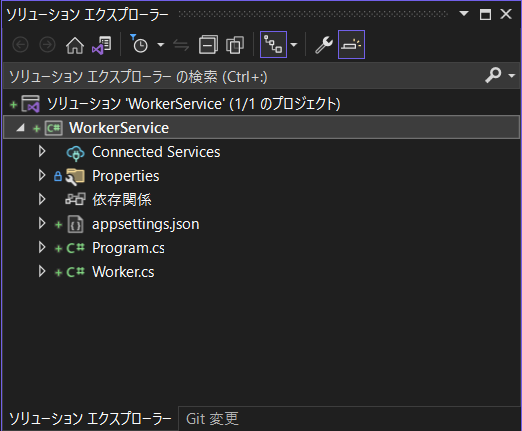 ソリューション エクスプローラー
ソリューション エクスプローラー の検索 (Ctrl+:)
ソリューション 'WorkerService' (1/1 のプロジェクト)
C# WorkerService
Connected Services
Properties
依存関係
appsettings.json
C# Program.cs
C# Worker.cs
ソリューション エクスプローラー Git 変更